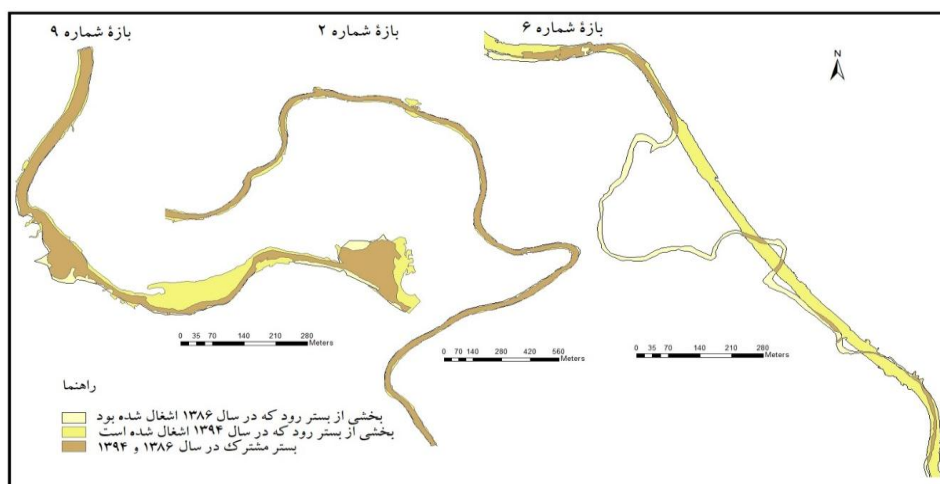 بازهٔ شماره ۹
بازهٔ شماره ۲
بازهٔ شماره ۶
N
0 35 70 140 210 280
Meters
0 70 140 280 420 560
Meters
0 35 70 140 210 280
Meters
راهنما
بخشی از بستر رود که در سال ۱۳۸۶ اشغال شده بود
بخشی از بستر رود که در سال ۱۳۹۴ اشغال شده است
بستر مشترک در سال ۱۳۸۶ و ۱۳۹۴